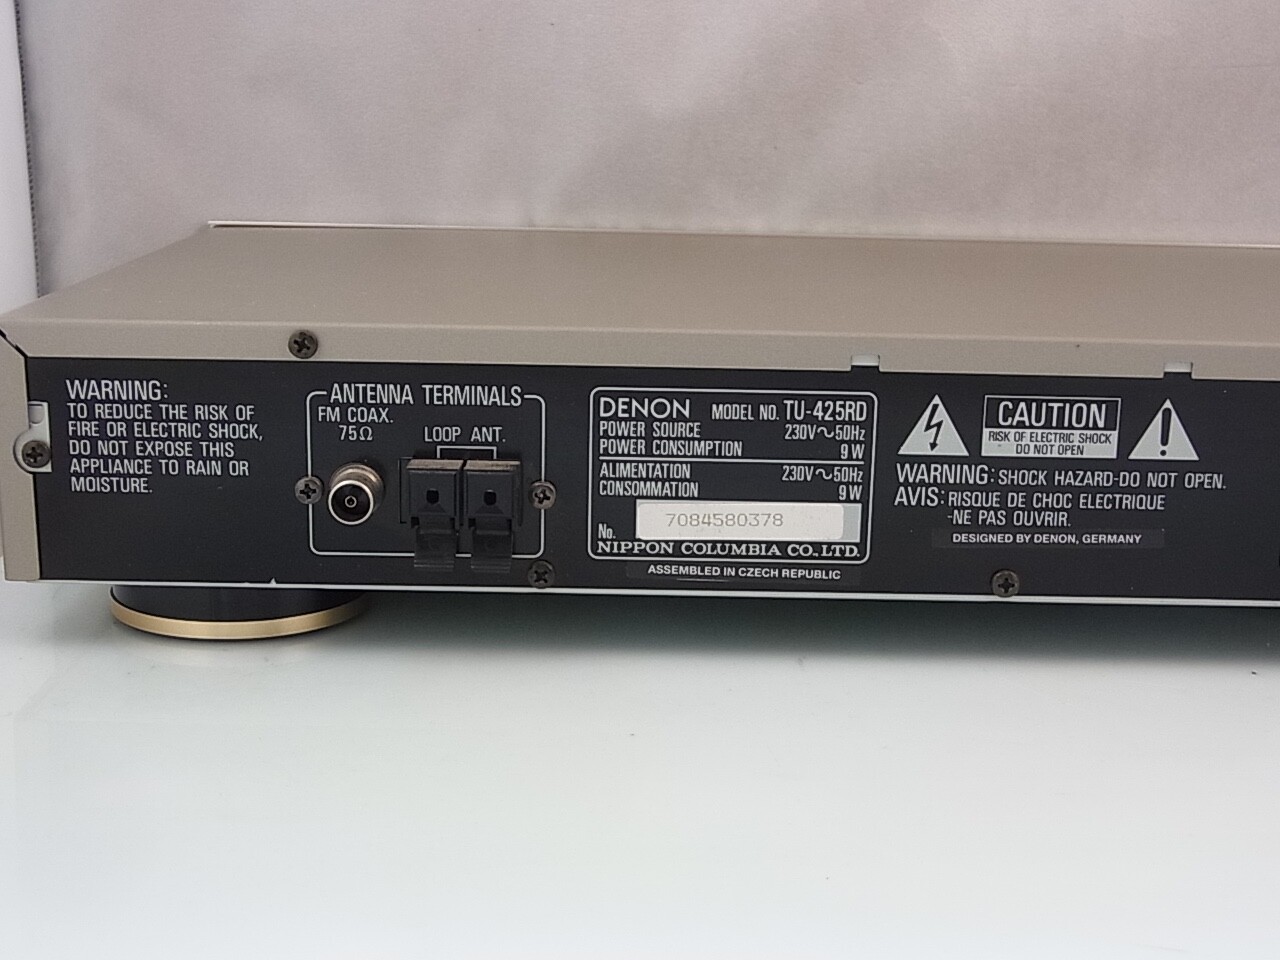 WARNING:
TO REDUCE THE RISK OF
FIRE OR ELECTRIC SHOCK,
DO NOT EXPOSE THIS
APPLIANCE TO RAIN OR
MOISTURE.
ANTENNA TERMINALS
FM COAX.
75Ω
LOOP ANT.
DENON MODEL NO. TU-425RD
POWER SOURCE 230V~50Hz
POWER CONSUMPTION 9W
ALIMENTATION 230V~50Hz
CONSOMMATION 9W
No. 7084580378
NIPPON COLUMBIA CO., LTD.
ASSEMBLED IN CZECH REPUBLIC
CAUTION
RISK OF ELECTRIC SHOCK
DO NOT OPEN
WARNING: SHOCK HAZARD-DO NOT OPEN.
AVIS: RISQUE DE CHOC ELECTRIQUE
-NE PAS OUVRIR.
DESIGNED BY DENON, GERMANY